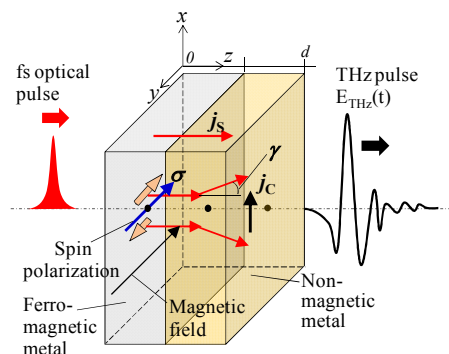 x
0
z
d
y
fs optical
pulse
THz pulse
E_THz(t)
j_S
γ
σ
j_C
Spin
polarization
Ferro-
magnetic
metal
Magnetic
field
Non-
magnetic
metal